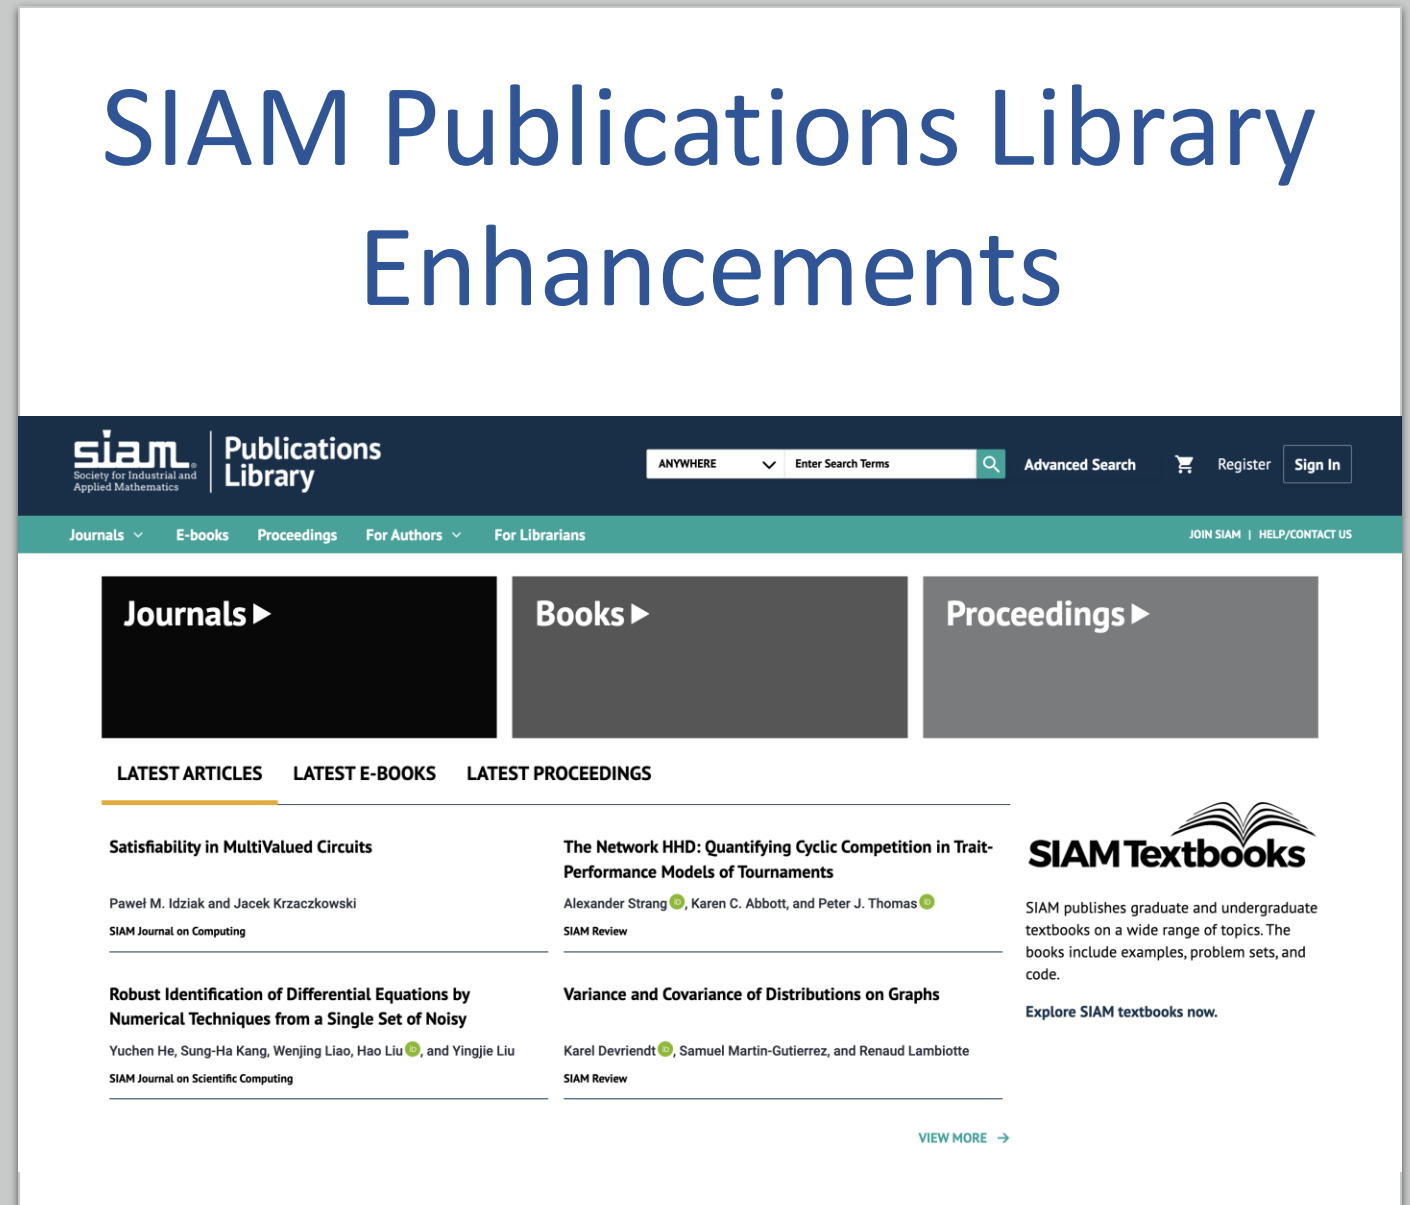 SIAM Publications Library
Enhancements
siam®
Society for Industrial and
Applied Mathematics
Publications
Library
ANYWHERE
Enter Search Terms
Advanced Search
Register
Sign In
Journals
E-books
Proceedings
For Authors
For Librarians
JOIN SIAM | HELP/CONTACT US
Journals
Books
Proceedings
LATEST ARTICLES
LATEST E-BOOKS
LATEST PROCEEDINGS
Satisfiability in MultiValued Circuits
Paweł M. Idziak and Jacek Krzaczkowski
SIAM Journal on Computing
The Network HHD: Quantifying Cyclic Competition in Trait-
Performance Models of Tournaments
Alexander Strang iD, Karen C. Abbott, and Peter J. Thomas iD
SIAM Review
Robust Identification of Differential Equations by
Numerical Techniques from a Single Set of Noisy
Yuchen He, Sung-Ha Kang, Wenjing Liao, Hao Liu iD, and Yingjie Liu
SIAM Journal on Scientific Computing
Variance and Covariance of Distributions on Graphs
Karel Devriendt iD, Samuel Martin-Gutierrez, and Renaud Lambiotte
SIAM Review
VIEW MORE
SIAM Textbooks
SIAM publishes graduate and undergraduate
textbooks on a wide range of topics. The
books include examples, problem sets, and
code.
Explore SIAM textbooks now.